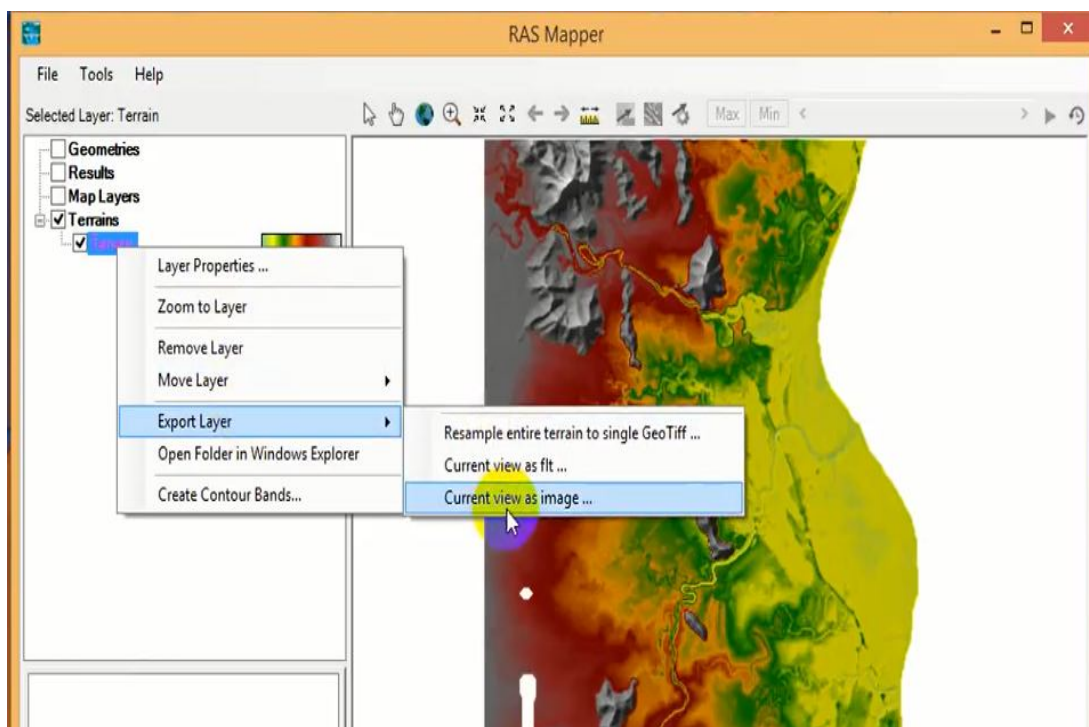 RAS Mapper
File Tools Help
Selected Layer: Terrain
Max Min
Geometries
Results
Map Layers
Terrains
Layer Properties ...
Zoom to Layer
Remove Layer
Move Layer
Export Layer
Resample entire terrain to single GeoTiff ...
Open Folder in Windows Explorer
Current view as flt ...
Create Contour Bands...
Current view as image ...